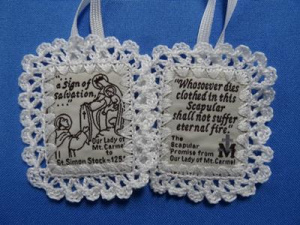 ...a sign of
salvation...
Our Lady of
Mt. Carmel
to
St. Simon Stock-125
"Whosoever dies
clothed in this
Scapular
shall not suffer
eternal fire."
The
Scapular
Promise from
Our Lady of Mt. Carmel
M